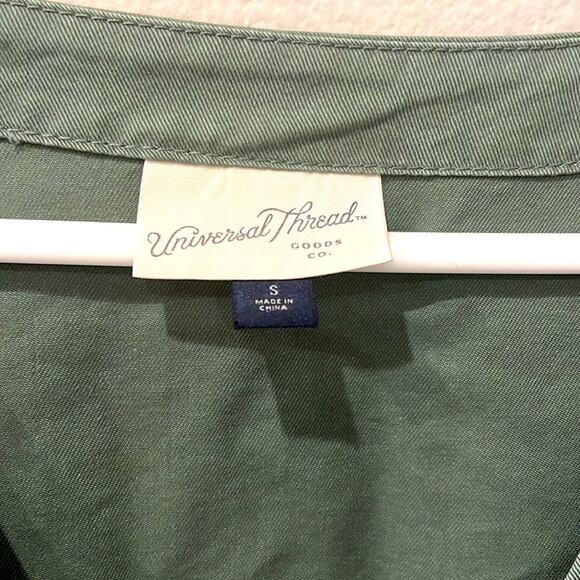 Universal Thread™
GOODS
CO.
S
MADE IN
CHINA